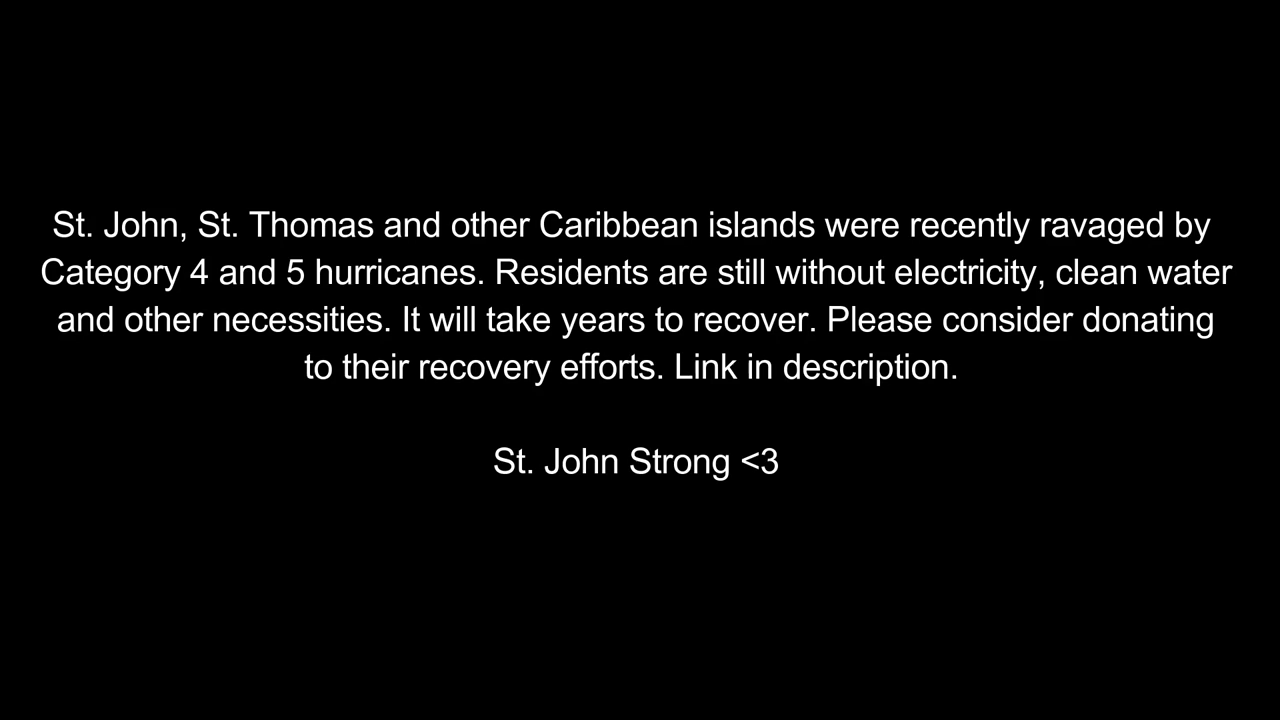 St. John, St. Thomas and other Caribbean islands were recently ravaged by
Category 4 and 5 hurricanes. Residents are still without electricity, clean water
and other necessities. It will take years to recover. Please consider donating
to their recovery efforts. Link in description.
St. John Strong <3